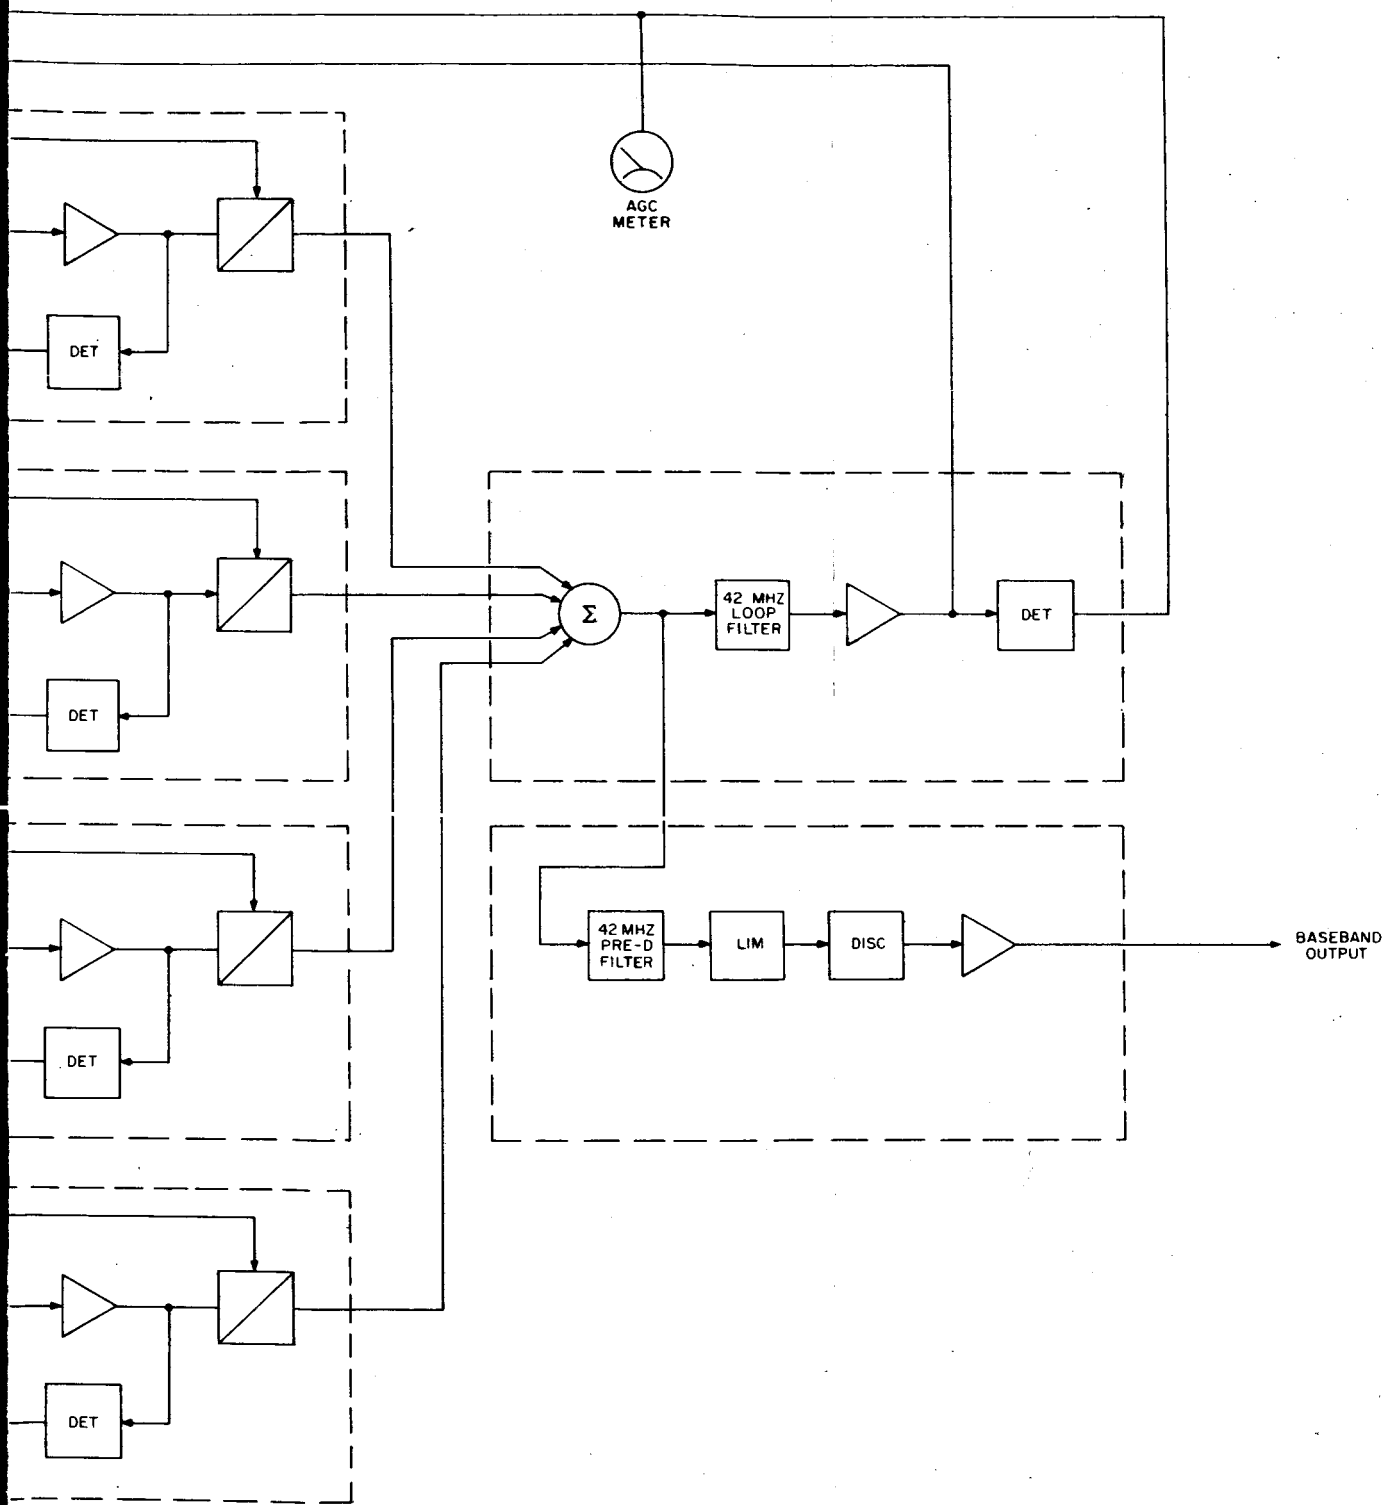 AGC
METER
DET
DET
Σ
42 MHZ
LOOP
FILTER
DET
42 MHZ
PRE-D
FILTER
LIM
DISC
BASEBAND
OUTPUT
DET
DET